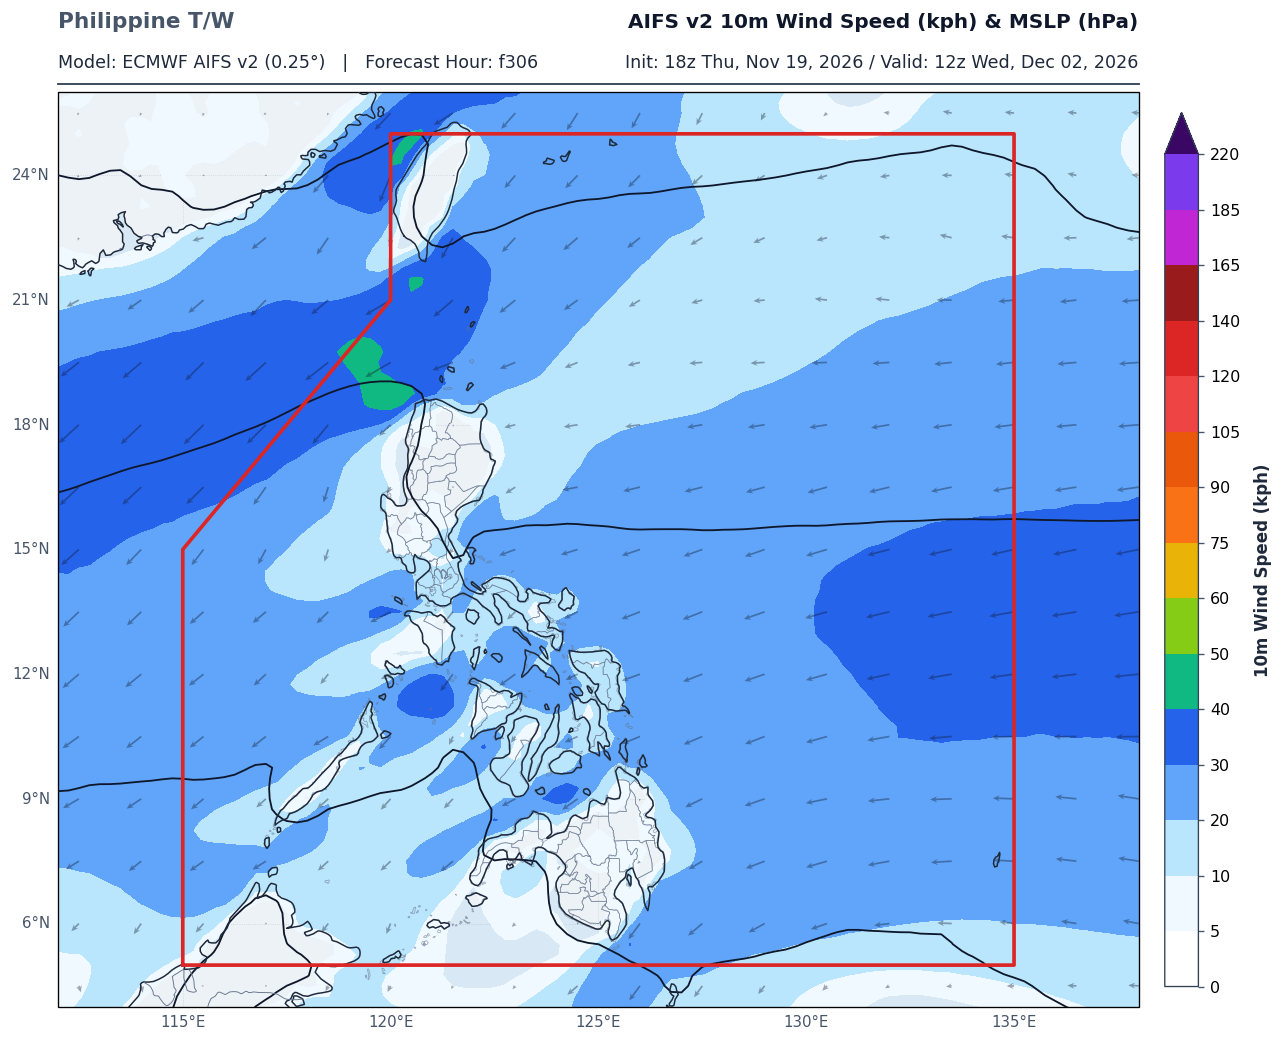 Philippine T/W
AIFS v2 10m Wind Speed (kph) & MSLP (hPa)
Model: ECMWF AIFS v2 (0.25°)   |   Forecast Hour: f306
Init: 18z Thu, Nov 19, 2026 / Valid: 12z Wed, Dec 02, 2026
24°N
21°N
18°N
15°N
12°N
9°N
6°N
115°E
120°E
125°E
130°E
135°E
220
185
165
140
120
105
90
75
60
50
40
30
20
10
5
0
10m Wind Speed (kph)